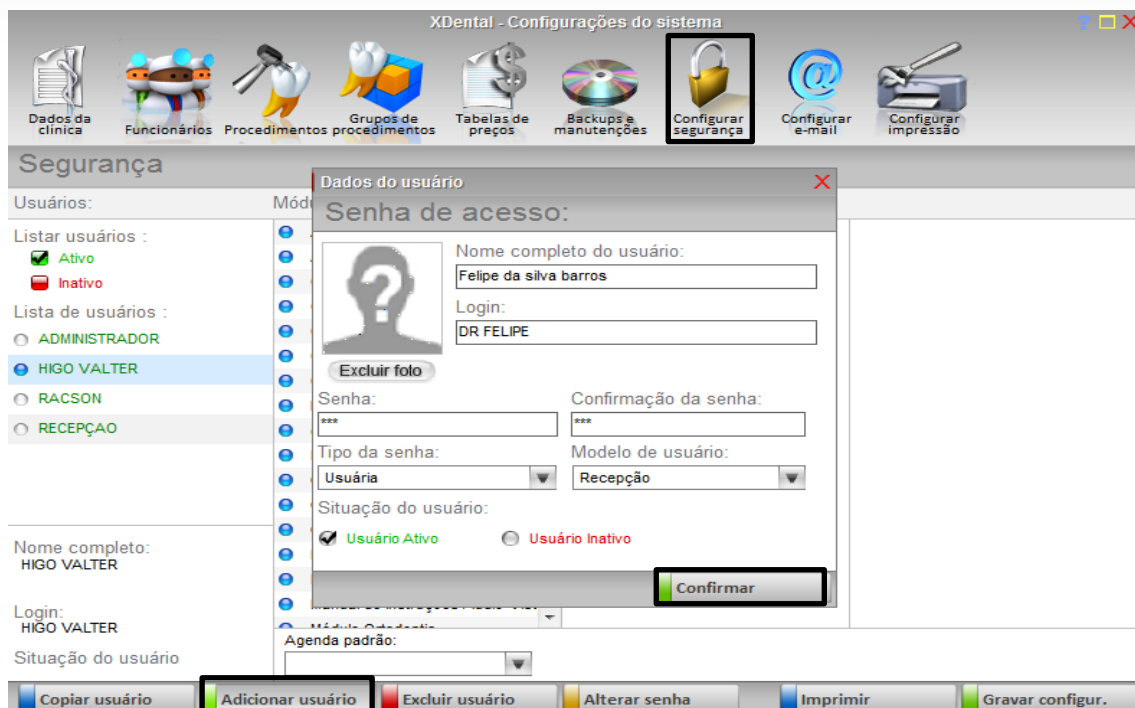 XDental - Configurações do sistema
?
Dados da clínica
Funcionários
Procedimentos
Grupos de procedimentos
Tabelas de preços
Backups e manutenções
Configurar segurança
Configurar e-mail
Configurar impressão
Segurança
Usuários:
Listar usuários :
Ativo
Inativo
Lista de usuários :
ADMINISTRADOR
HIGO VALTER
RACSON
RECEPÇAO
Nome completo:
HIGO VALTER
Login:
HIGO VALTER
Situação do usuário
Dados do usuário
Senha de acesso:
Nome completo do usuário:
Felipe da silva barros
Login:
DR FELIPE
Excluir folo
Senha:
***
Confirmação da senha:
***
Tipo da senha:
Usuária
Modelo de usuário:
Recepção
Situação do usuário:
Usuário Ativo
Usuário Inativo
Confirmar
Agenda padrão:
Copiar usuário
Adicionar usuário
Excluir usuário
Alterar senha
Imprimir
Gravar configur.